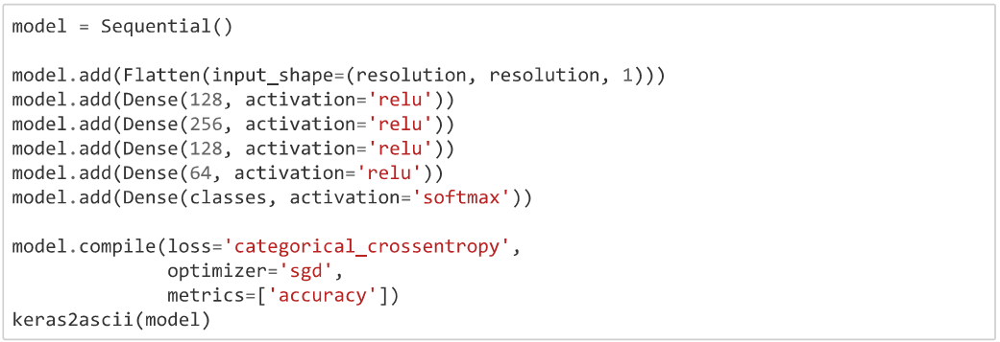 model = Sequential()

model.add(Flatten(input_shape=(resolution, resolution, 1)))
model.add(Dense(128, activation='relu'))
model.add(Dense(256, activation='relu'))
model.add(Dense(128, activation='relu'))
model.add(Dense(64, activation='relu'))
model.add(Dense(classes, activation='softmax'))

model.compile(loss='categorical_crossentropy',
              optimizer='sgd',
              metrics=['accuracy'])
keras2ascii(model)